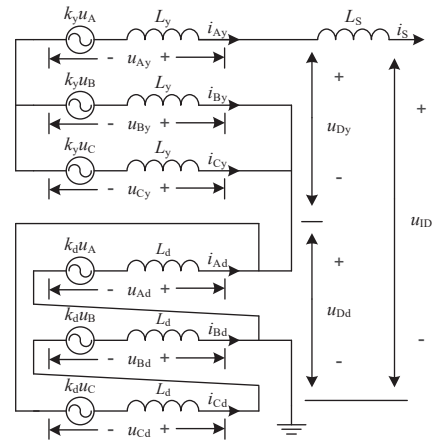 kyuA Ly iAy LS iS
- uAy +
kyuB Ly iBy
- uBy +
kyuC Ly iCy
- uCy +
+
uDy
-
+
uID
-
kduA Ld iAd
- uAd +
kduB Ld iBd
- uBd +
kduC Ld iCd
- uCd +
+
uDd
-